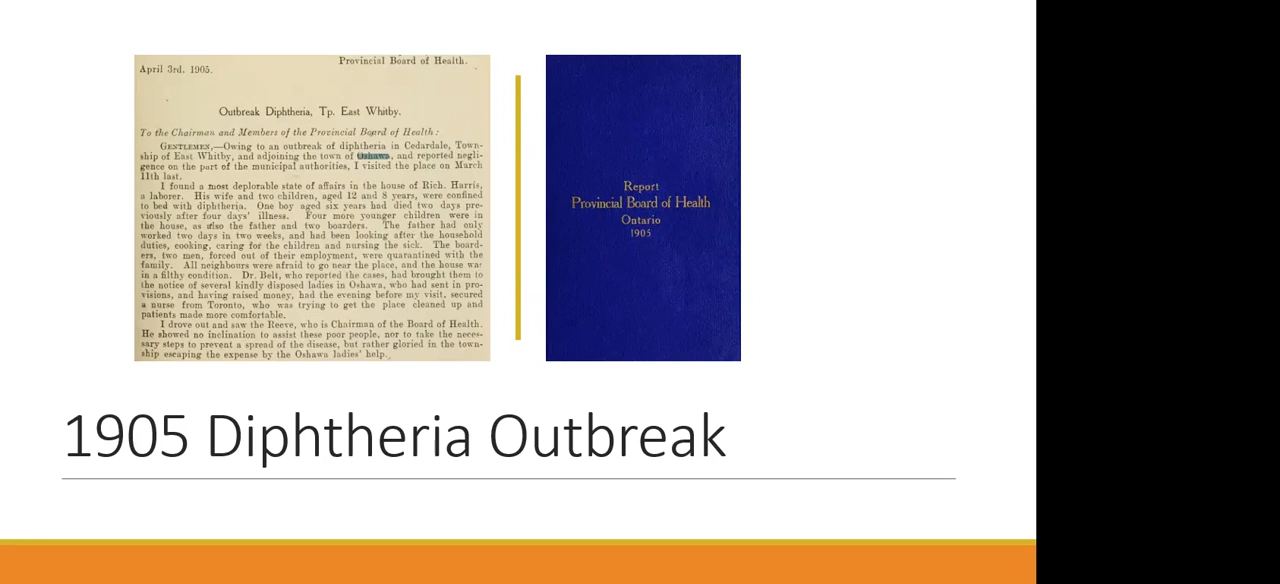 Provincial Board of Health.
April 3rd, 1905.
Outbreak Diphtheria, Tp. East Whitby.
To the Chairman and Members of the Provincial Board of Health:
GENTLEMEN,—Owing to an outbreak of diphtheria in Cedardale, Town-
ship of East Whitby, and adjoining the town of Oshawa, and reported negli-
gence on the part of the municipal authorities, I visited the place on March
11th last.
I found a most deplorable state of affairs in the house of Rich. Harris,
a laborer. His wife and two children, aged 12 and 8 years, were confined
to bed with diphtheria. One boy aged six years had died two days pre-
viously after four days' illness. Four more younger children were in
the house, as also the father and two boarders. The father had only
worked two days in two weeks, and had been looking after the household
duties, cooking, caring for the children and nursing the sick. The board-
ers, two men, forced out of their employment, were quarantined with the
family. All neighbours were afraid to go near the place, and the house was
in a filthy condition. Dr. Belt, who reported the cases, had brought them to
the notice of several kindly disposed ladies in Oshawa, who had sent in pro-
visions, and having raised money, had the evening before my visit, secured
a nurse from Toronto, who was trying to get the place cleaned up and
patients made more comfortable.
I drove out and saw the Reeve, who is Chairman of the Board of Health.
He showed no inclination to assist these poor people, nor to take the neces-
sary steps to prevent a spread of the disease, but rather gloried in the town-
ship escaping the expense by the Oshawa ladies' help.
Report
Provincial Board of Health
Ontario
1905
1905 Diphtheria Outbreak